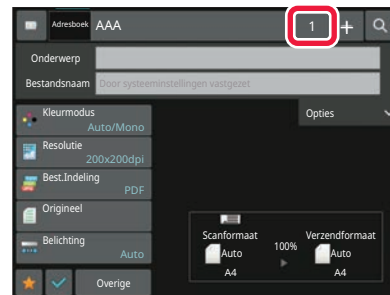 Adresboek AAA 1
Onderwerp
Bestandsnaam Door systeeminstellingen vastgezet
Kleurmodus
Auto/Mono
Opties
Resolutie
200x200dpi
Best.Indeling
PDF
Origineel
Belichting
Auto
Scanformaat 100% Verzendformaat
Auto Auto
A4 A4
Overige